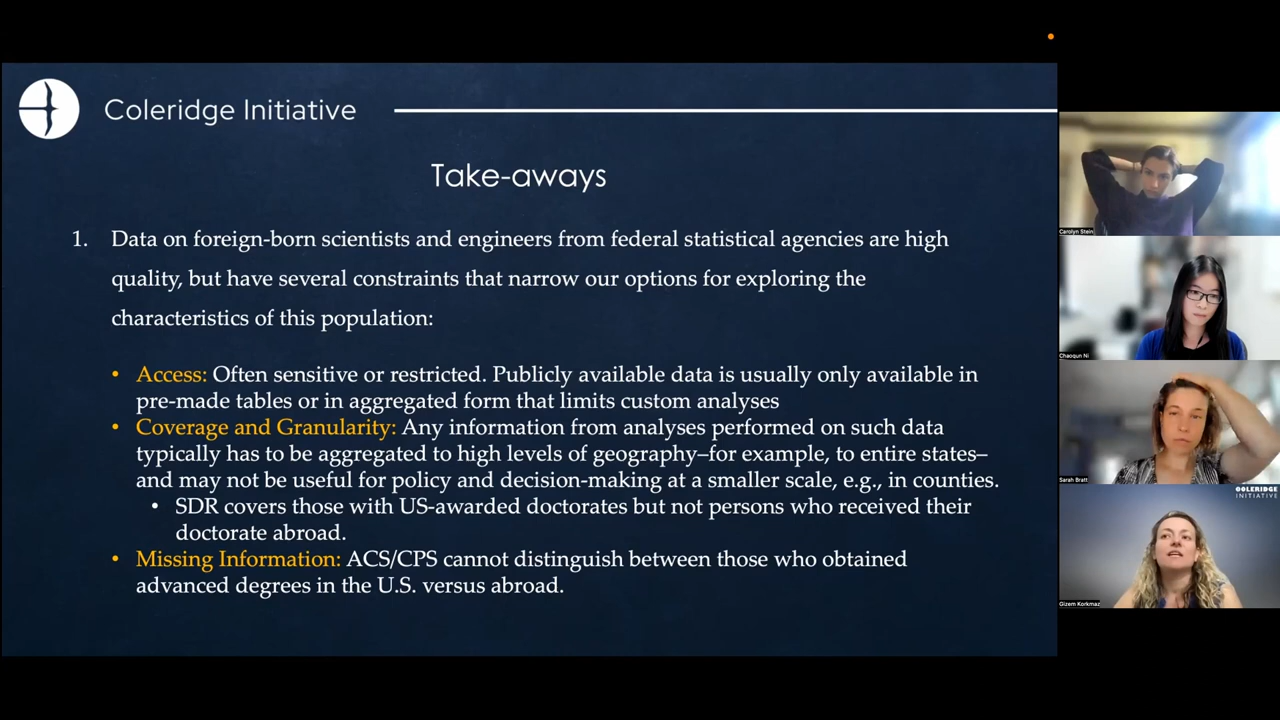 Coleridge Initiative
Take-aways
1. Data on foreign-born scientists and engineers from federal statistical agencies are high
quality, but have several constraints that narrow our options for exploring the
characteristics of this population:
• Access: Often sensitive or restricted. Publicly available data is usually only available in
pre-made tables or in aggregated form that limits custom analyses
• Coverage and Granularity: Any information from analyses performed on such data
typically has to be aggregated to high levels of geography–for example, to entire states–
and may not be useful for policy and decision-making at a smaller scale, e.g., in counties.
• SDR covers those with US-awarded doctorates but not persons who received their
doctorate abroad.
• Missing Information: ACS/CPS cannot distinguish between those who obtained
advanced degrees in the U.S. versus abroad.
Carolyn Stein
Chaoqun Ni
Sarah Bratt
COLERIDGE
INITIATIVE
Gizem Korkmaz